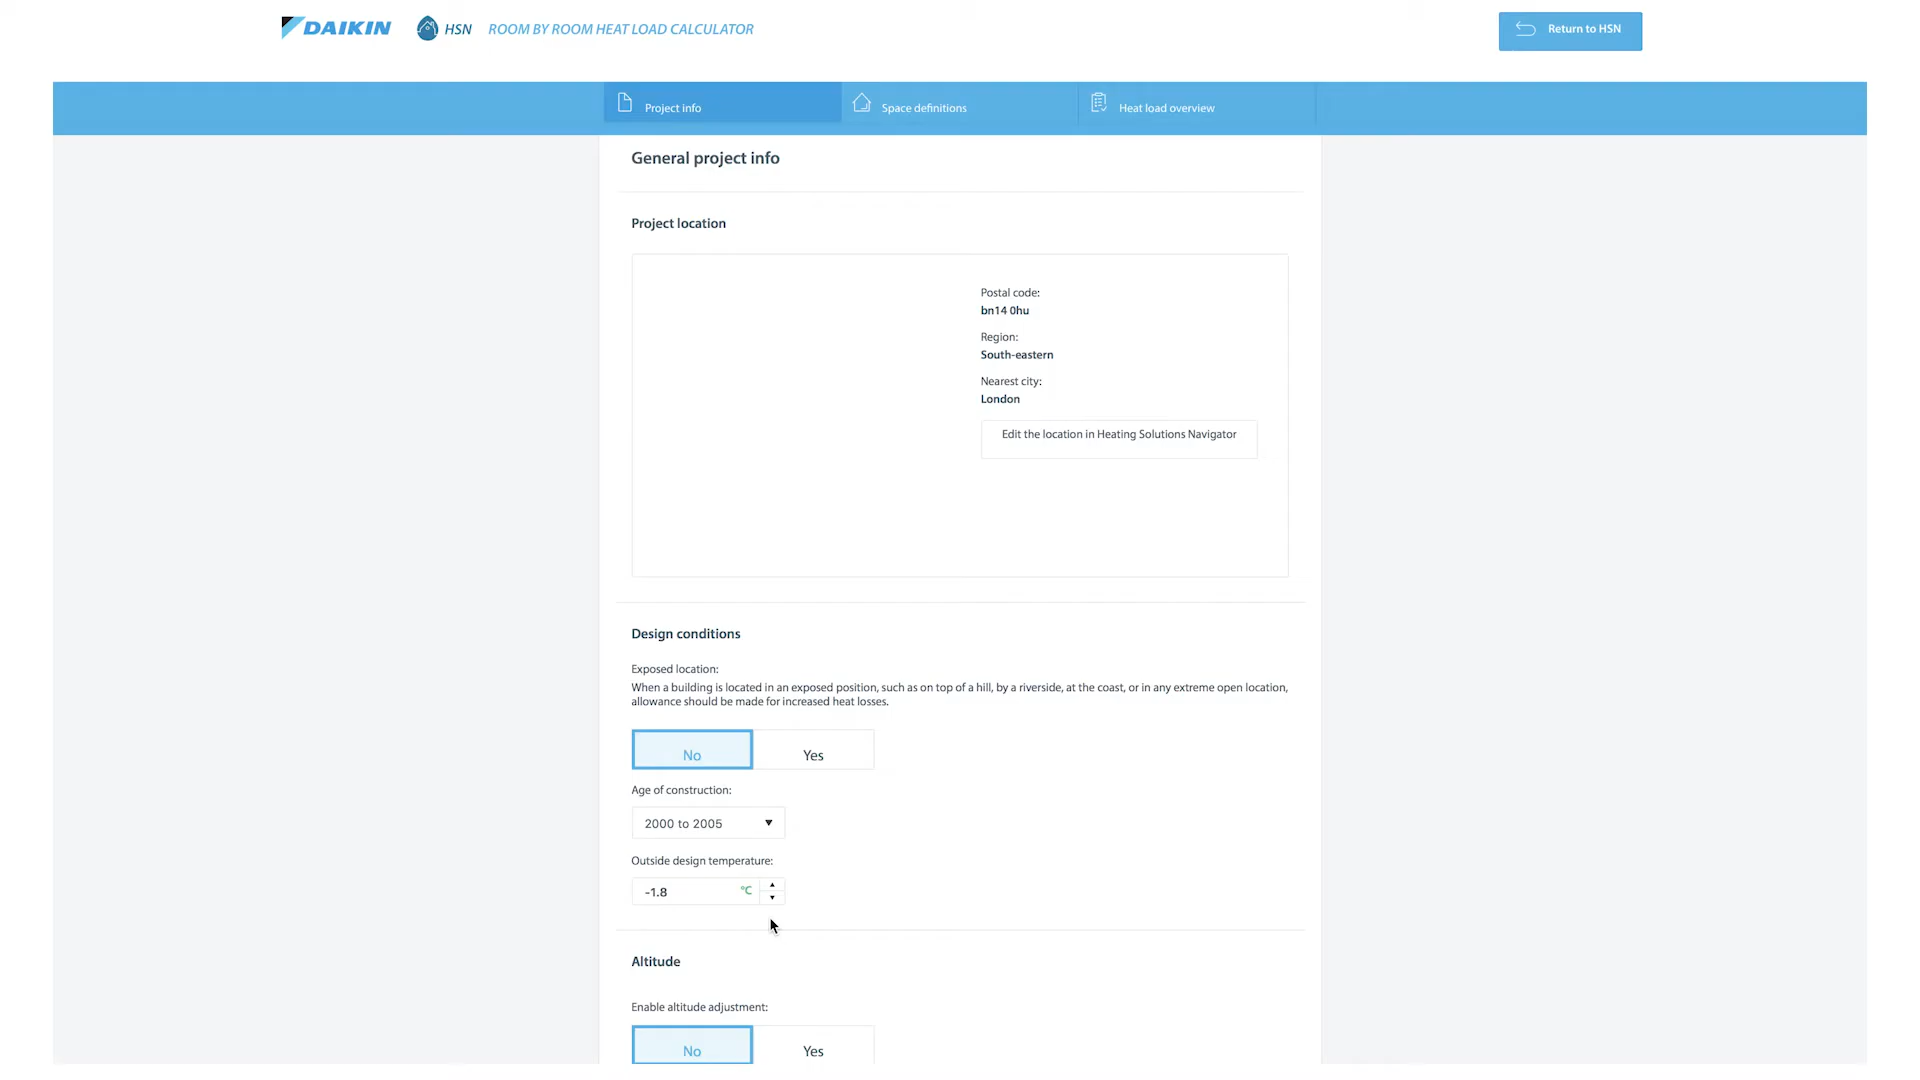 DAIKIN HSN ROOM BY ROOM HEAT LOAD CALCULATOR Return to HSN
Project info Space definitions Heat load overview
General project info
Project location
Postal code:
bn14 0hu
Region:
South-eastern
Nearest city:
London
Edit the location in Heating Solutions Navigator
Design conditions
Exposed location:
When a building is located in an exposed position, such as on top of a hill, by a riverside, at the coast, or in any extreme open location,
allowance should be made for increased heat losses.
No Yes
Age of construction:
2000 to 2005
Outside design temperature:
-1.8 °C
Altitude
Enable altitude adjustment:
No Yes